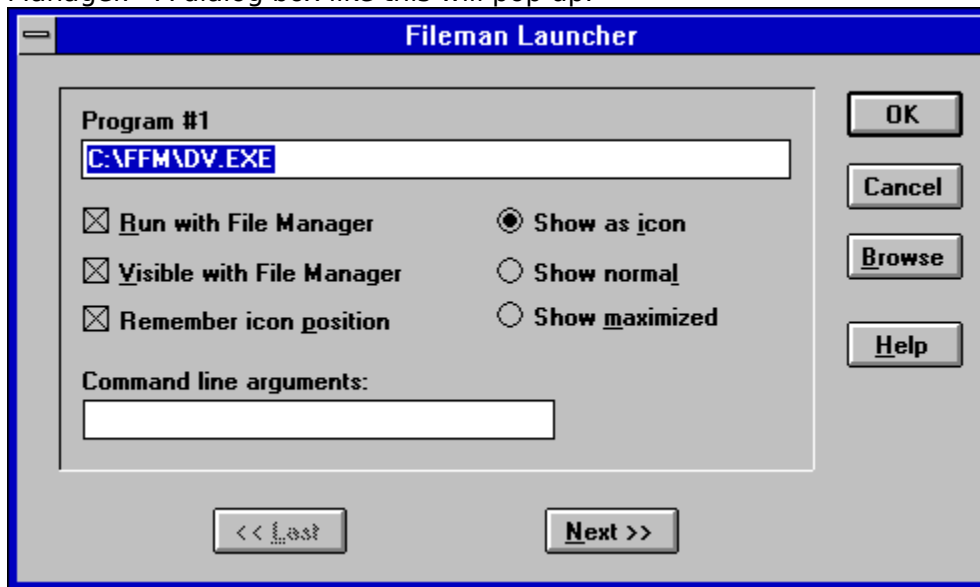 Manager. A dialog box like this will pop up:
Fileman Launcher
Program #1
C:\FFM\DV.EXE
OK
Cancel
Run with File Manager
Show as icon
Visible with File Manager
Show normal
Browse
Remember icon position
Show maximized
Help
Command line arguments:
<< Last
Next >>